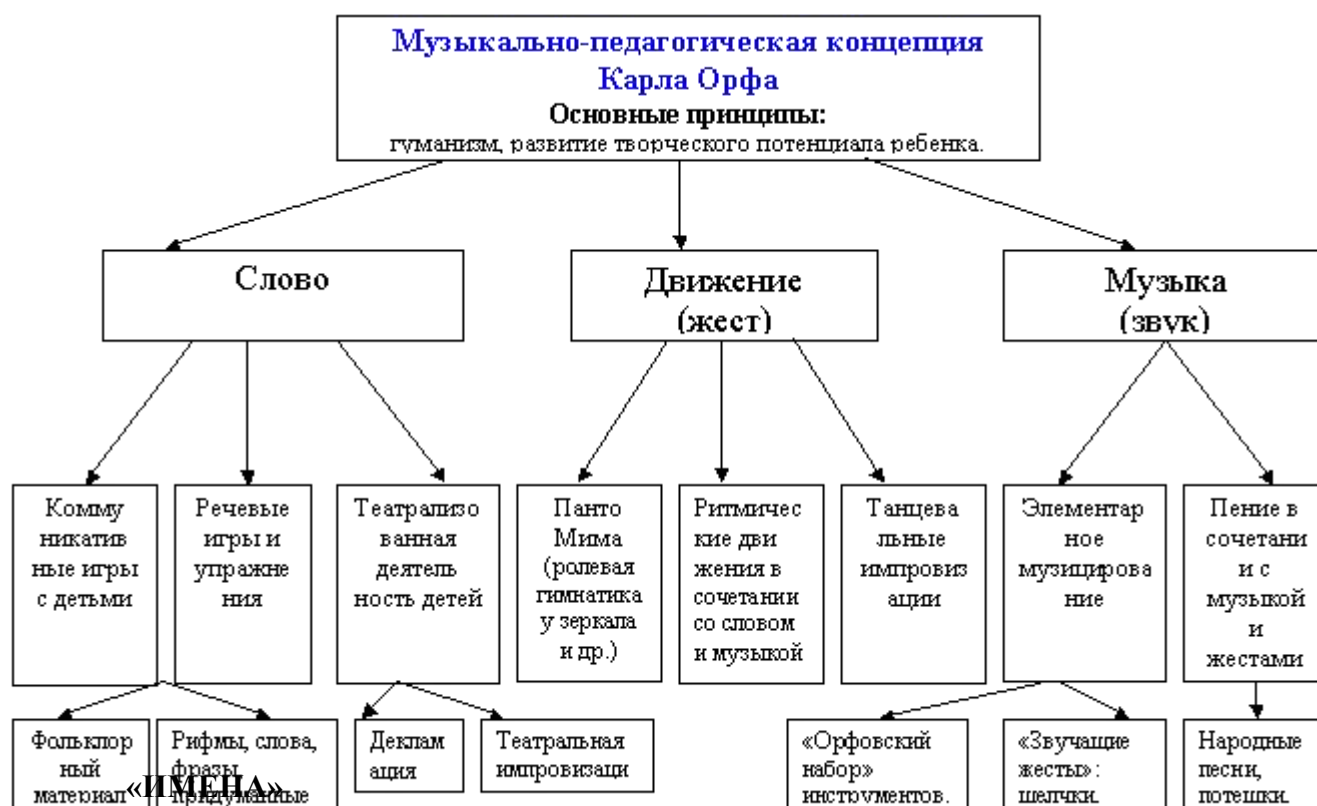 Музыкально-педагогическая концепция
Карла Орфа
Основные принципы:
гуманизм, развитие творческого потенциала ребенка.
Слово
Движение
(жест)
Музыка
(звук)
Комму
никатив
ные игры
с детьми
Речевые
игры и
упражне
ния
Театрализо
ванная
деятель
ность детей
Панто
Мима
(ролевая
гимнатика
у зеркала
и др.)
Ритмичес
кие дви
жения в
сочетании
со словом
и музыкой
Танцева
льные
импровиз
ации
Элементар
ное
музицирова
ние
Пение в
сочетани
и с
музыкой
и
жестами
Фольклор
ный
материал
Рифмы, слова,
фразы,
придуманные
«ИМЕНА»
Деклам
ация
Театральная
импровизаци
«Орфовский
набор»
инструментов.
«Звучащие
жесты»:
щелчки.
Народные
песни,
потешки.